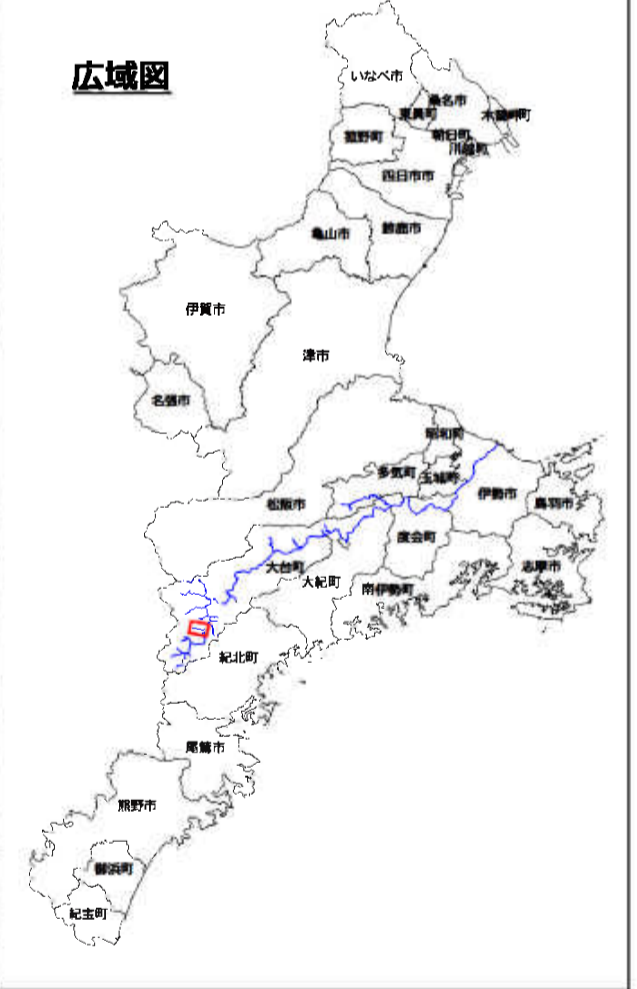 広域図
いなべ市
桑名市
東員町
木曽岬町
菰野町
朝日町
川越町
四日市市
亀山市
鈴鹿市
伊賀市
津市
名張市
明和町
多気町
玉城町
伊勢市
鳥羽市
松阪市
度会町
大台町
志摩市
大紀町
南伊勢町
紀北町
尾鷲市
熊野市
御浜町
紀宝町